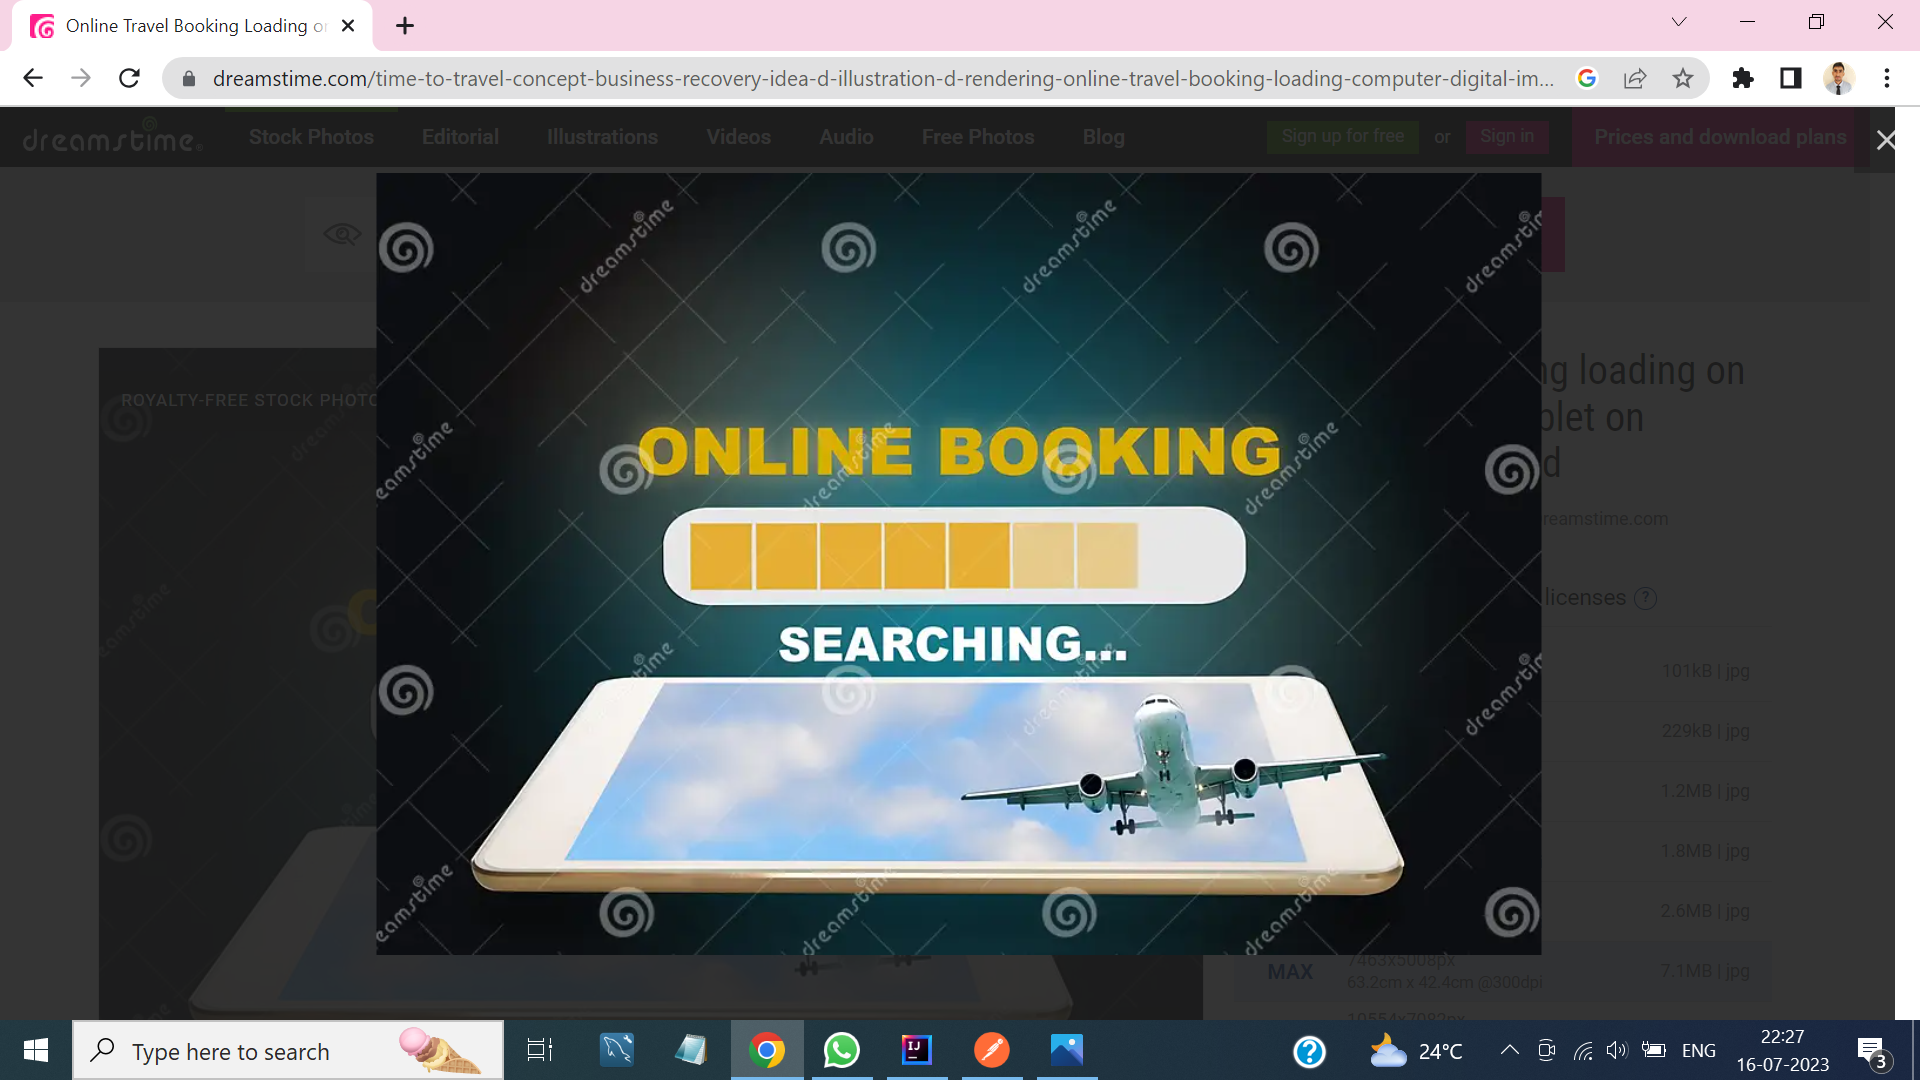 Online Travel Booking Loading o
dreamstime.com/time-to-travel-concept-business-recovery-idea-d-illustration-d-rendering-online-travel-booking-loading-computer-digital-im...
dreamstime
Stock Photos
Editorial
Illustrations
Videos
Audio
Free Photos
Blog
Sign up for free
or
Sign in
Prices and download plans
ROYALTY-FREE STOCK PHOTO
dreamstime
dreamstime
dreamstime
ONLINE BOOKING
SEARCHING...
ng loading on
blet on
d
reamstime.com
licenses
101kB | jpg
229kB | jpg
1.2MB | jpg
1.8MB | jpg
2.6MB | jpg
MAX
7463x5008px
63.2cm x 42.4cm @300dpi
7.1MB | jpg
Type here to search
IJ
24°C
ENG
22:27
16-07-2023
3